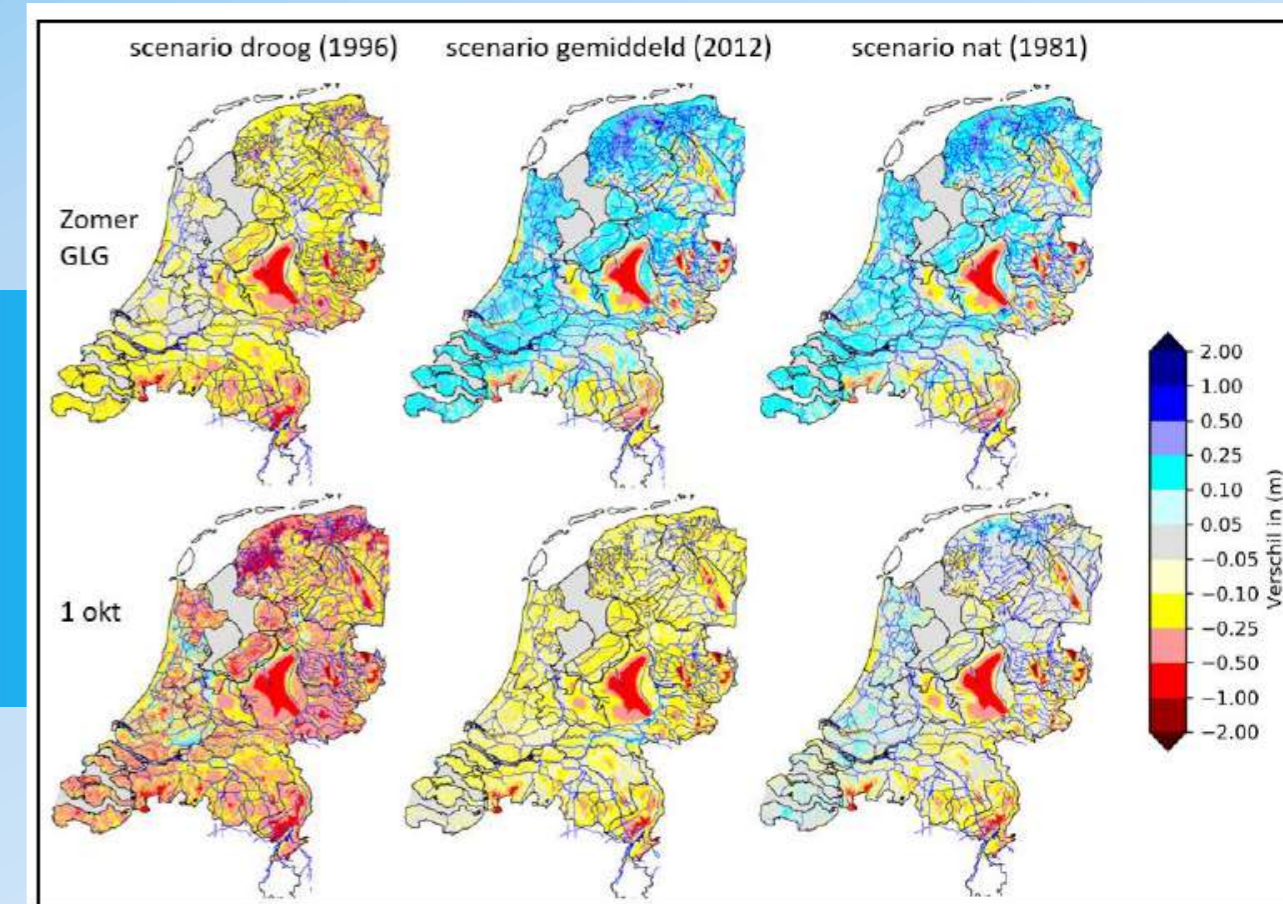 scenario droog (1996)
scenario gemiddeld (2012)
scenario nat (1981)
Zomer
GLG
1 okt
2.00
1.00
0.50
0.25
0.10
0.05
−0.05
−0.10
−0.25
−0.50
−1.00
−2.00
Verschil in (m)